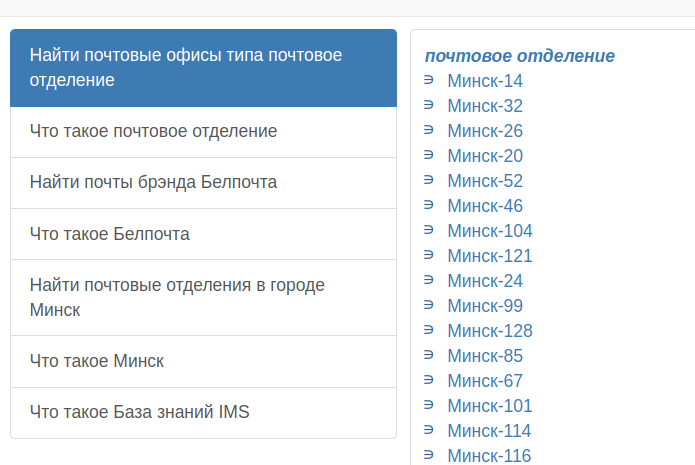 Найти почтовые офисы типа почтовое
отделение
Что такое почтовое отделение
Найти почты брэнда Белпочта
Что такое Белпочта
Найти почтовые отделения в городе
Минск
Что такое Минск
Что такое База знаний IMS
почтовое отделение
∍ Минск-14
∍ Минск-32
∍ Минск-26
∍ Минск-20
∍ Минск-52
∍ Минск-46
∍ Минск-104
∍ Минск-121
∍ Минск-24
∍ Минск-99
∍ Минск-128
∍ Минск-85
∍ Минск-67
∍ Минск-101
∍ Минск-114
∍ Минск-116